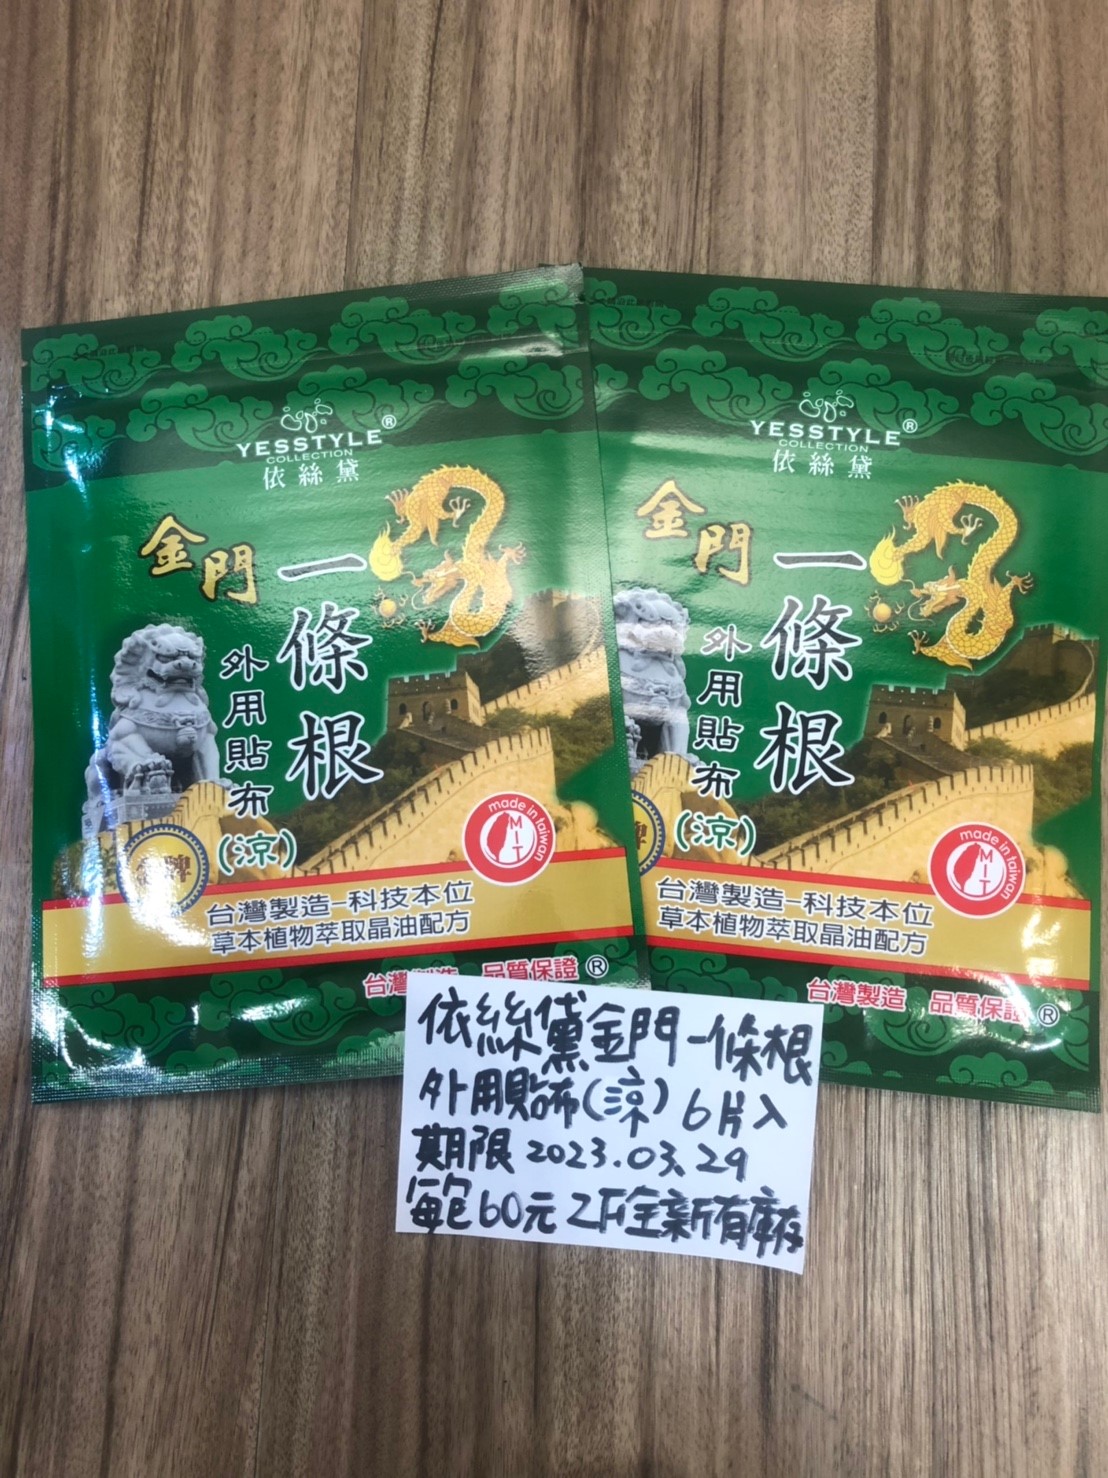 YESSTYLE®
COLLECTION
依絲黛
金門
一條根
外用貼布(涼)
made in taiwan
MIT
台灣製造-科技本位
草本植物萃取晶油配方
品質保證®
YESSTYLE®
COLLECTION
依絲黛
金門
一條根
外用貼布(涼)
made in taiwan
MIT
台灣製造-科技本位
草本植物萃取晶油配方
台灣製造 品質保證®
依絲黛金門一條根
外用貼布(涼) 6片入
期限 2023.03.29
每包60元 2F全新有庫存